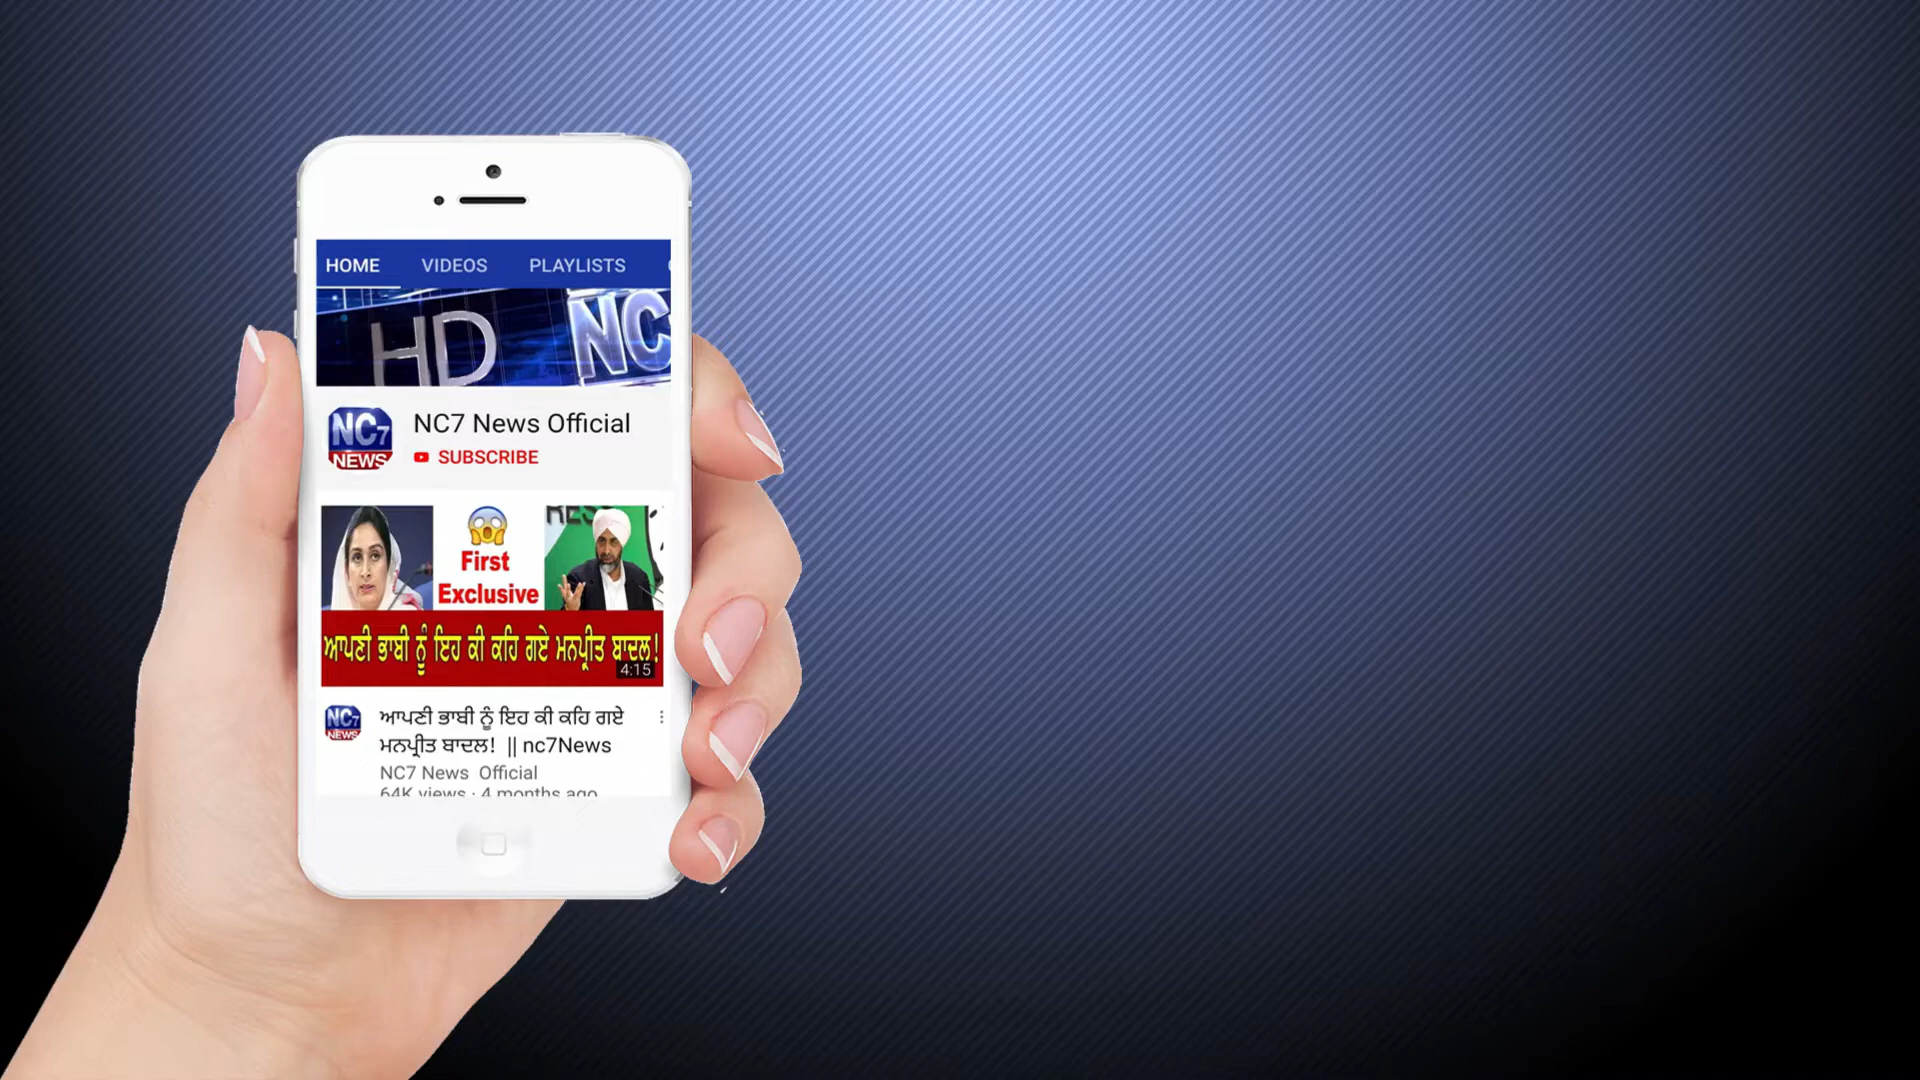 HOME VIDEOS PLAYLISTS
HD NC
NC7 News Official
NC7
NEWS
SUBSCRIBE
RES
First
Exclusive
ਆਪਣੀ ਭਾਬੀ ਨੂੰ ਇਹ ਕੀ ਕਹਿ ਗਏ ਮਨਪ੍ਰੀਤ ਬਾਦਲ!
4:15
NC7
NEWS
ਆਪਣੀ ਭਾਬੀ ਨੂੰ ਇਹ ਕੀ ਕਹਿ ਗਏ
ਮਨਪ੍ਰੀਤ ਬਾਦਲ! || nc7News
NC7 News Official
64K views · 4 months ago